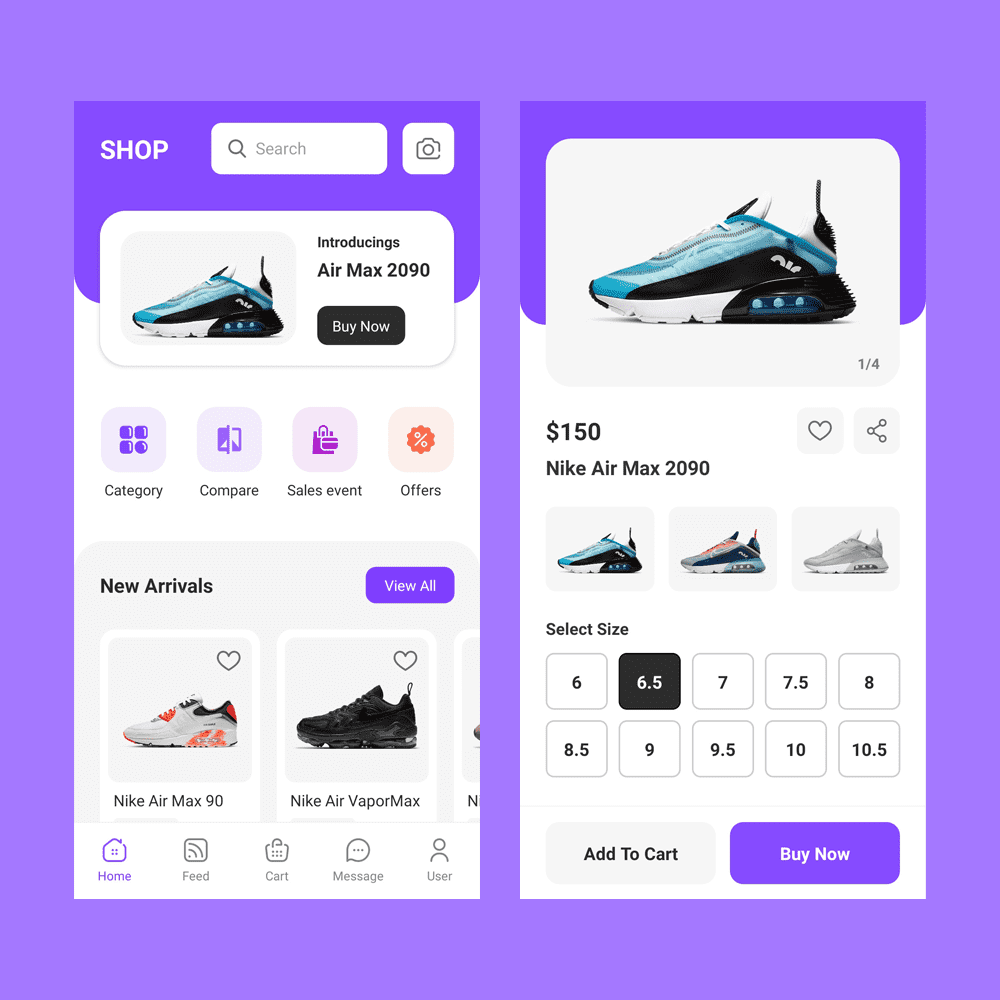 SHOP
Search
Introducings
Air Max 2090
Buy Now
Category
Compare
Sales event
Offers
New Arrivals
View All
Nike Air Max 90
Nike Air VaporMax
N
Home
Feed
Cart
Message
User
air
1/4
$150
Nike Air Max 2090
Select Size
6 6.5 7 7.5 8
8.5 9 9.5 10 10.5
Add To Cart
Buy Now